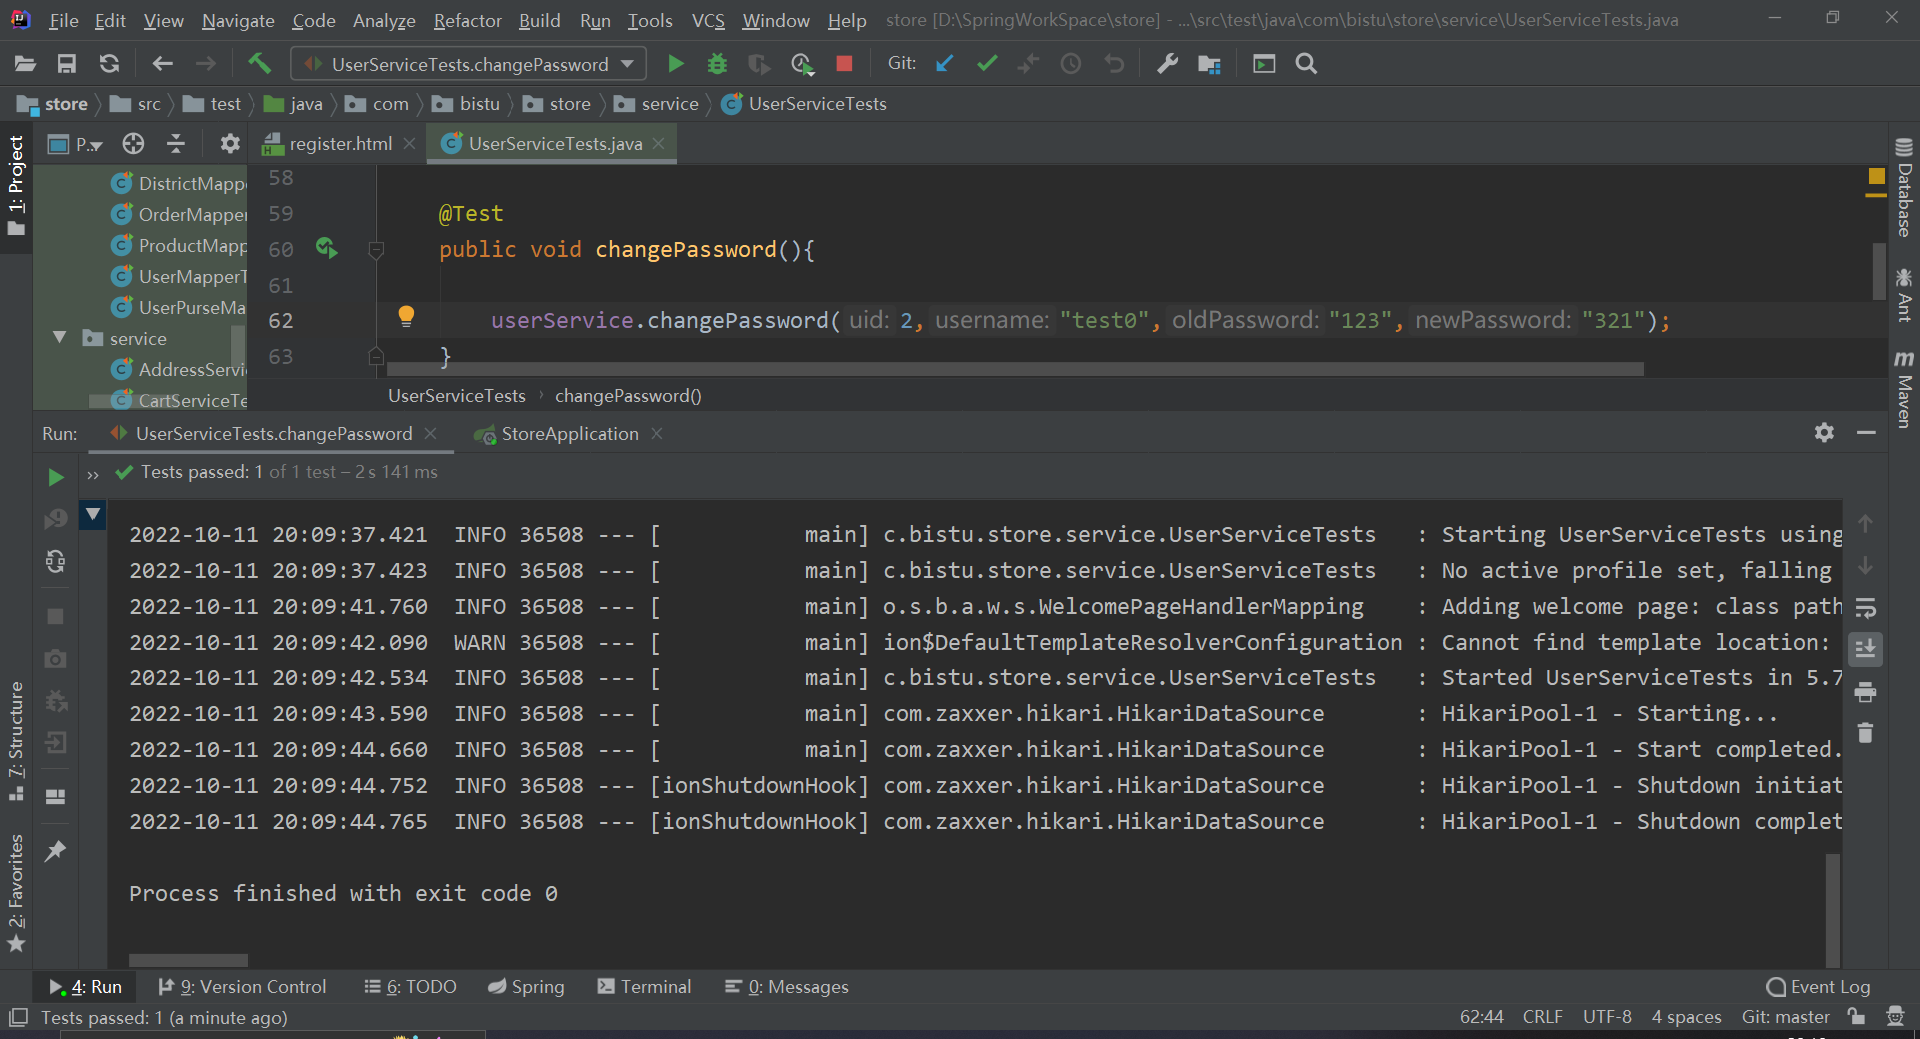 File Edit View Navigate Code Analyze Refactor Build Run Tools VCS Window Help store [D:\SpringWorkSpace\store] - ...\src\test\java\com\bistu\store\service\UserServiceTests.java
UserServiceTests.changePassword Git:
store src test java com bistu store service UserServiceTests
1: Project
P...
register.html UserServiceTests.java
DistrictMapp
OrderMapper
ProductMapp
UserMapperT
UserPurseMa
service
AddressServi
CartServiceTe
58
59 @Test
60 public void changePassword(){
61
62 userService.changePassword( uid: 2, username: "test0", oldPassword: "123", newPassword: "321");
63 }
UserServiceTests › changePassword()
Database
Ant
m Maven
Run: UserServiceTests.changePassword StoreApplication
Tests passed: 1 of 1 test – 2 s 141 ms
2022-10-11 20:09:37.421 INFO 36508 --- [ main] c.bistu.store.service.UserServiceTests : Starting UserServiceTests using
2022-10-11 20:09:37.423 INFO 36508 --- [ main] c.bistu.store.service.UserServiceTests : No active profile set, falling
2022-10-11 20:09:41.760 INFO 36508 --- [ main] o.s.b.a.w.s.WelcomePageHandlerMapping : Adding welcome page: class path
2022-10-11 20:09:42.090 WARN 36508 --- [ main] ion$DefaultTemplateResolverConfiguration : Cannot find template location:
2022-10-11 20:09:42.534 INFO 36508 --- [ main] c.bistu.store.service.UserServiceTests : Started UserServiceTests in 5.7
2022-10-11 20:09:43.590 INFO 36508 --- [ main] com.zaxxer.hikari.HikariDataSource : HikariPool-1 - Starting...
2022-10-11 20:09:44.660 INFO 36508 --- [ main] com.zaxxer.hikari.HikariDataSource : HikariPool-1 - Start completed.
2022-10-11 20:09:44.752 INFO 36508 --- [ionShutdownHook] com.zaxxer.hikari.HikariDataSource : HikariPool-1 - Shutdown initiat
2022-10-11 20:09:44.765 INFO 36508 --- [ionShutdownHook] com.zaxxer.hikari.HikariDataSource : HikariPool-1 - Shutdown complet
Process finished with exit code 0
7: Structure
2: Favorites
4: Run 9: Version Control 6: TODO Spring Terminal 0: Messages Event Log
Tests passed: 1 (a minute ago) 62:44 CRLF UTF-8 4 spaces Git: master